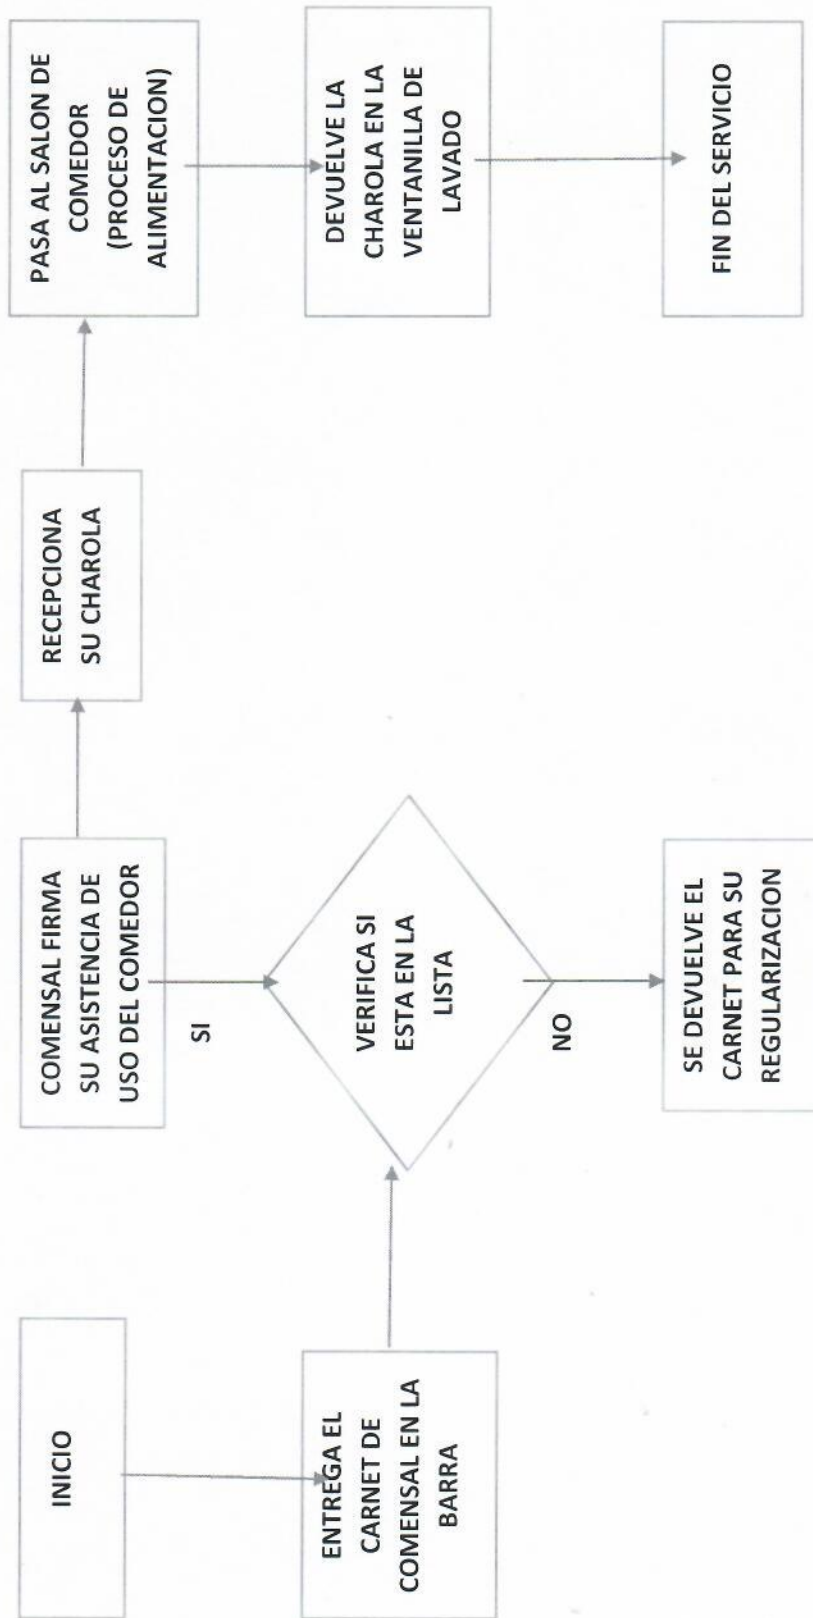 INICIO
ENTREGA EL
CARNET DE
COMENSAL EN LA
BARRA
VERIFICA SI
ESTA EN LA
LISTA
SI
NO
COMENSAL FIRMA
SU ASISTENCIA DE
USO DEL COMEDOR
SE DEVUELVE EL
CARNET PARA SU
REGULARIZACION
RECEPCIONA
SU CHAROLA
PASA AL SALON DE
COMEDOR
(PROCESO DE
ALIMENTACION)
DEVUELVE LA
CHAROLA EN LA
VENTANILLA DE
LAVADO
FIN DEL SERVICIO